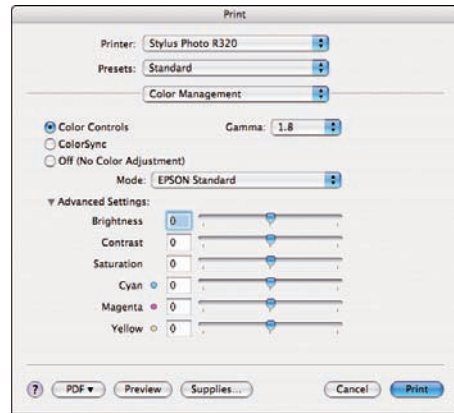 Print
Printer: Stylus Photo R320
Presets: Standard
Color Management
Color Controls Gamma: 1.8
ColorSync
Off (No Color Adjustment)
Mode: EPSON Standard
Advanced Settings:
Brightness 0
Contrast 0
Saturation 0
Cyan 0
Magenta 0
Yellow 0
? PDF Preview Supplies... Cancel Print